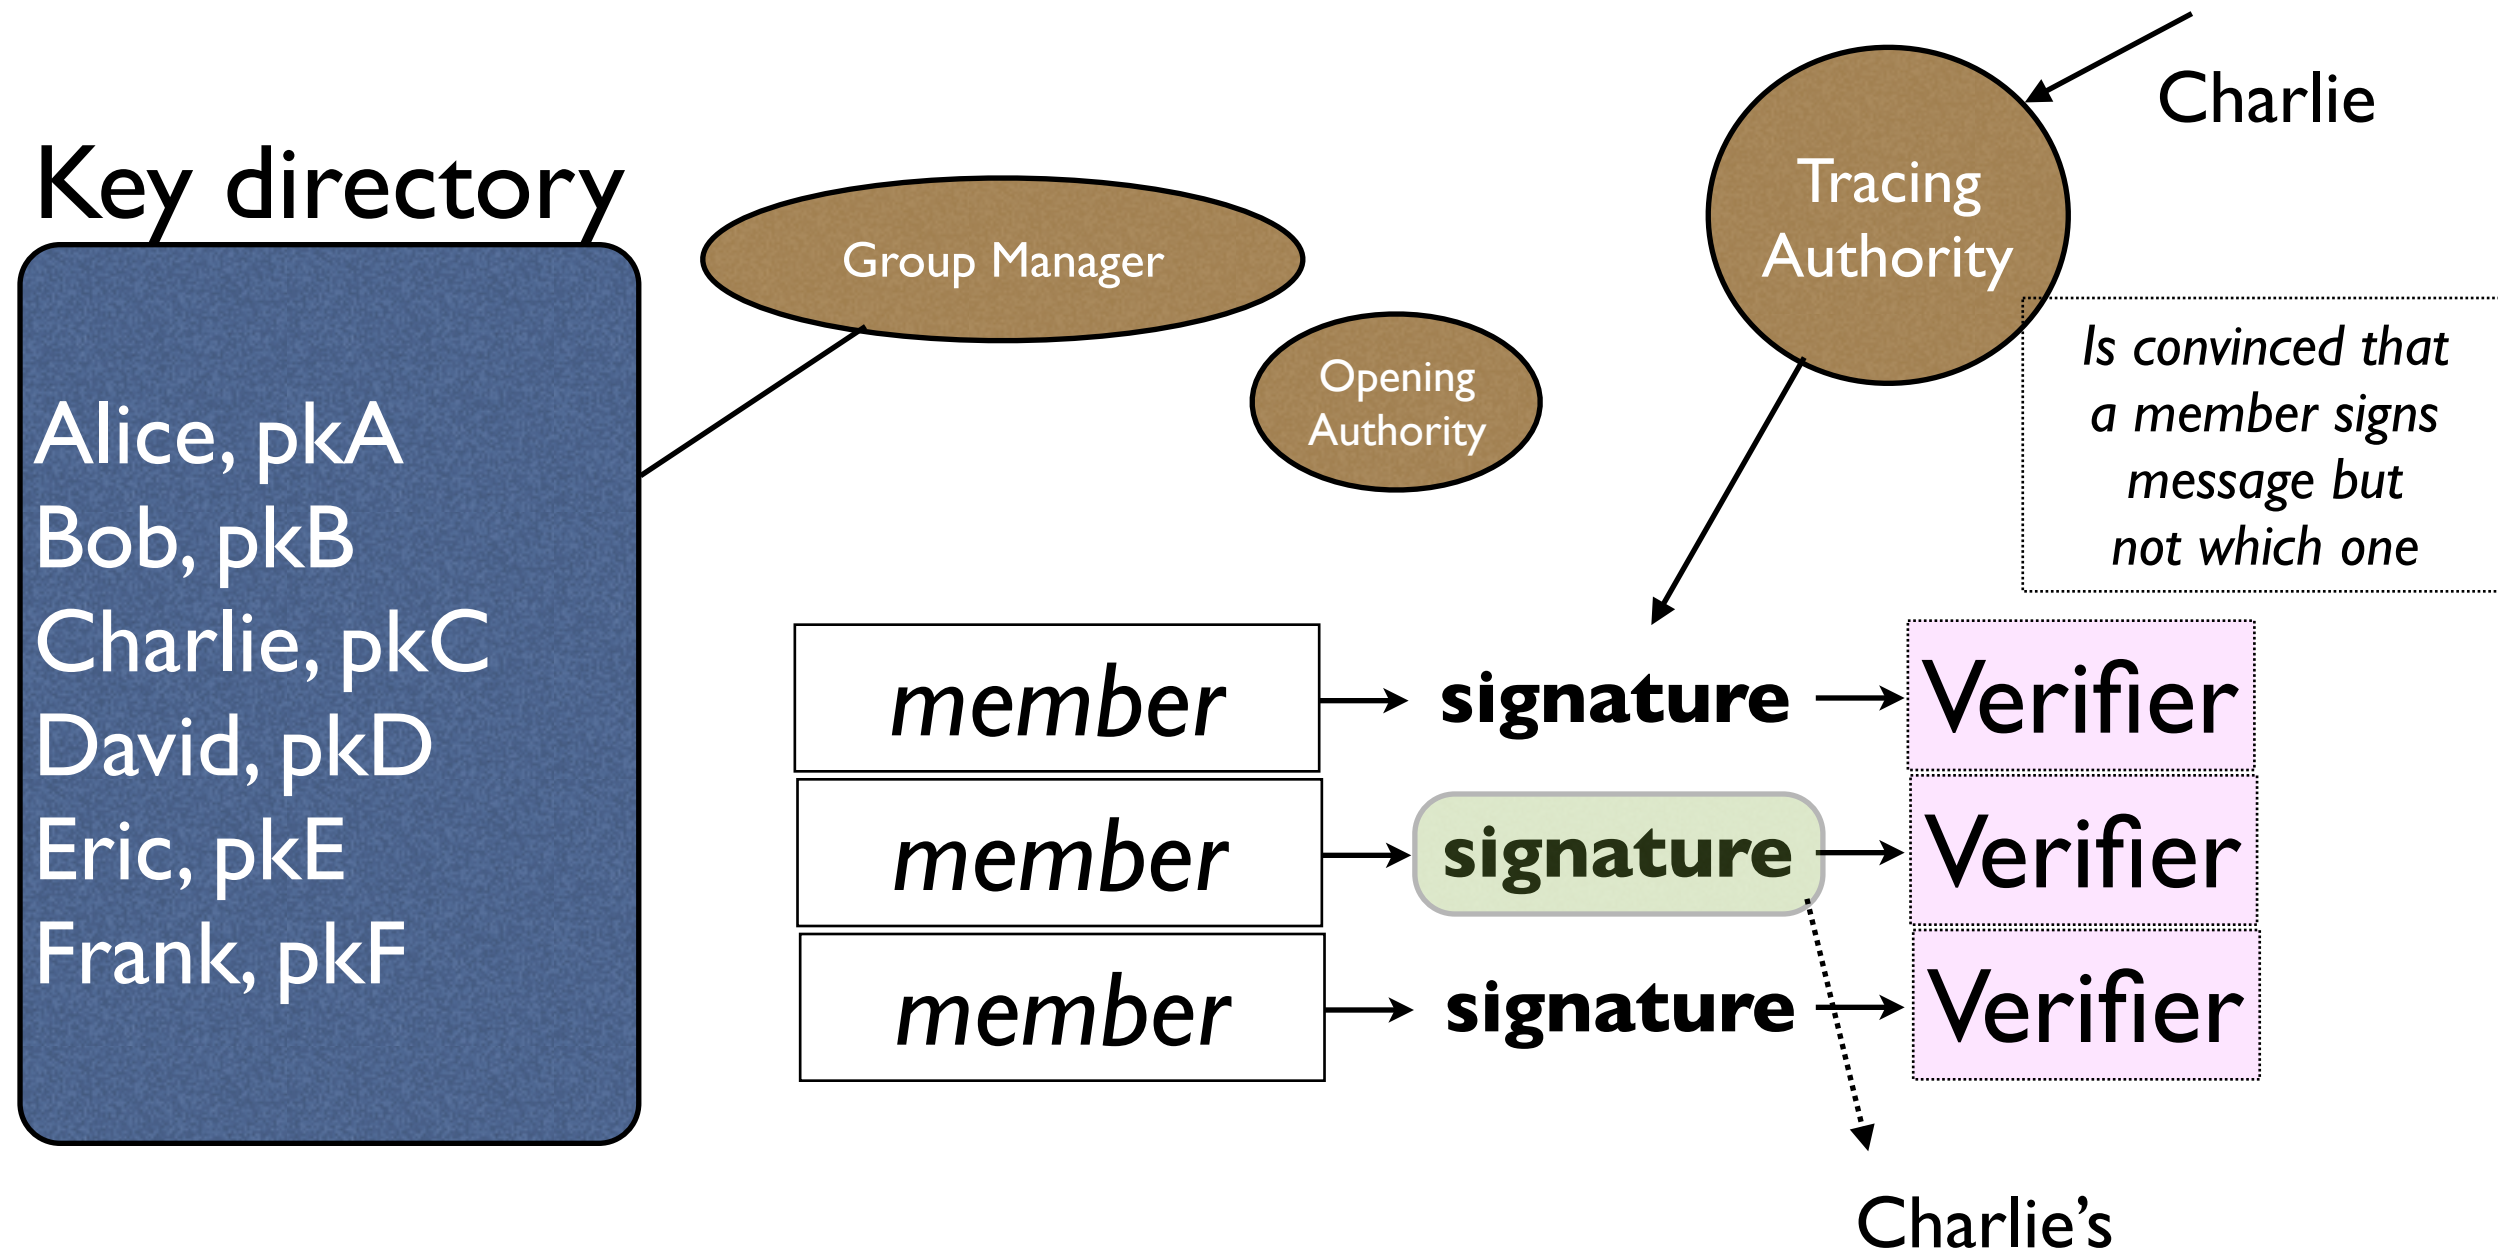 Key directory
Alice, pkA
Bob, pkB
Charlie, pkC
David, pkD
Eric, pkE
Frank, pkF
Group Manager
Opening
Authority
Tracing
Authority
Charlie
Is convinced that
a member signs
message but
not which one
member
signature
Verifier
member
signature
Verifier
member
signature
Verifier
Charlie’s